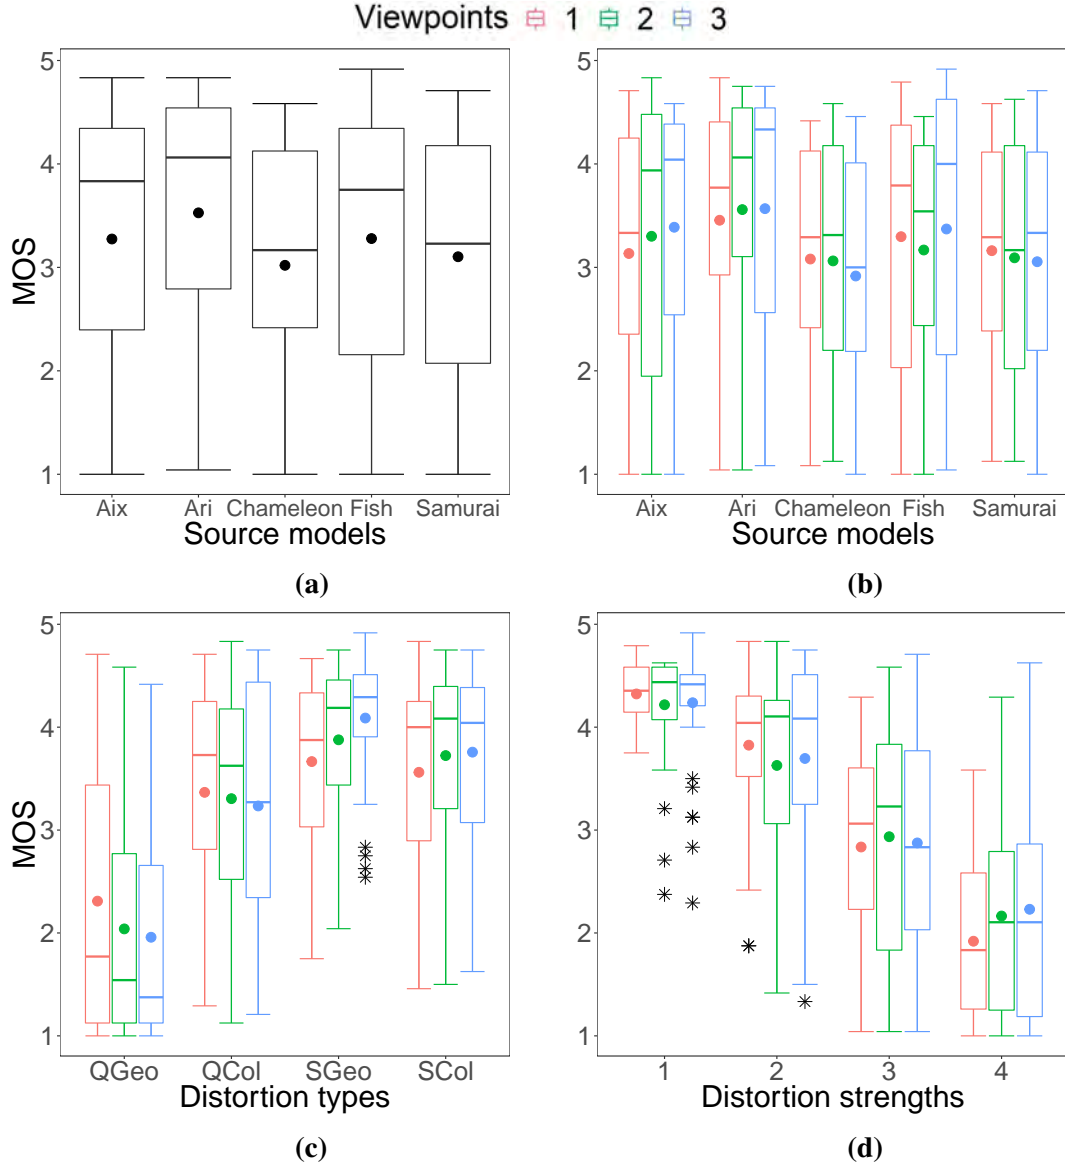 Viewpoints 1 2 3
5
4
3
2
1
MOS
Aix Ari Chameleon Fish Samurai
Source models
(a)
5
4
3
2
1
Aix Ari Chameleon Fish Samurai
Source models
(b)
5
4
3
2
1
MOS
QGeo QCol SGeo SCol
Distortion types
(c)
5
4
3
2
1
1 2 3 4
Distortion strengths
(d)